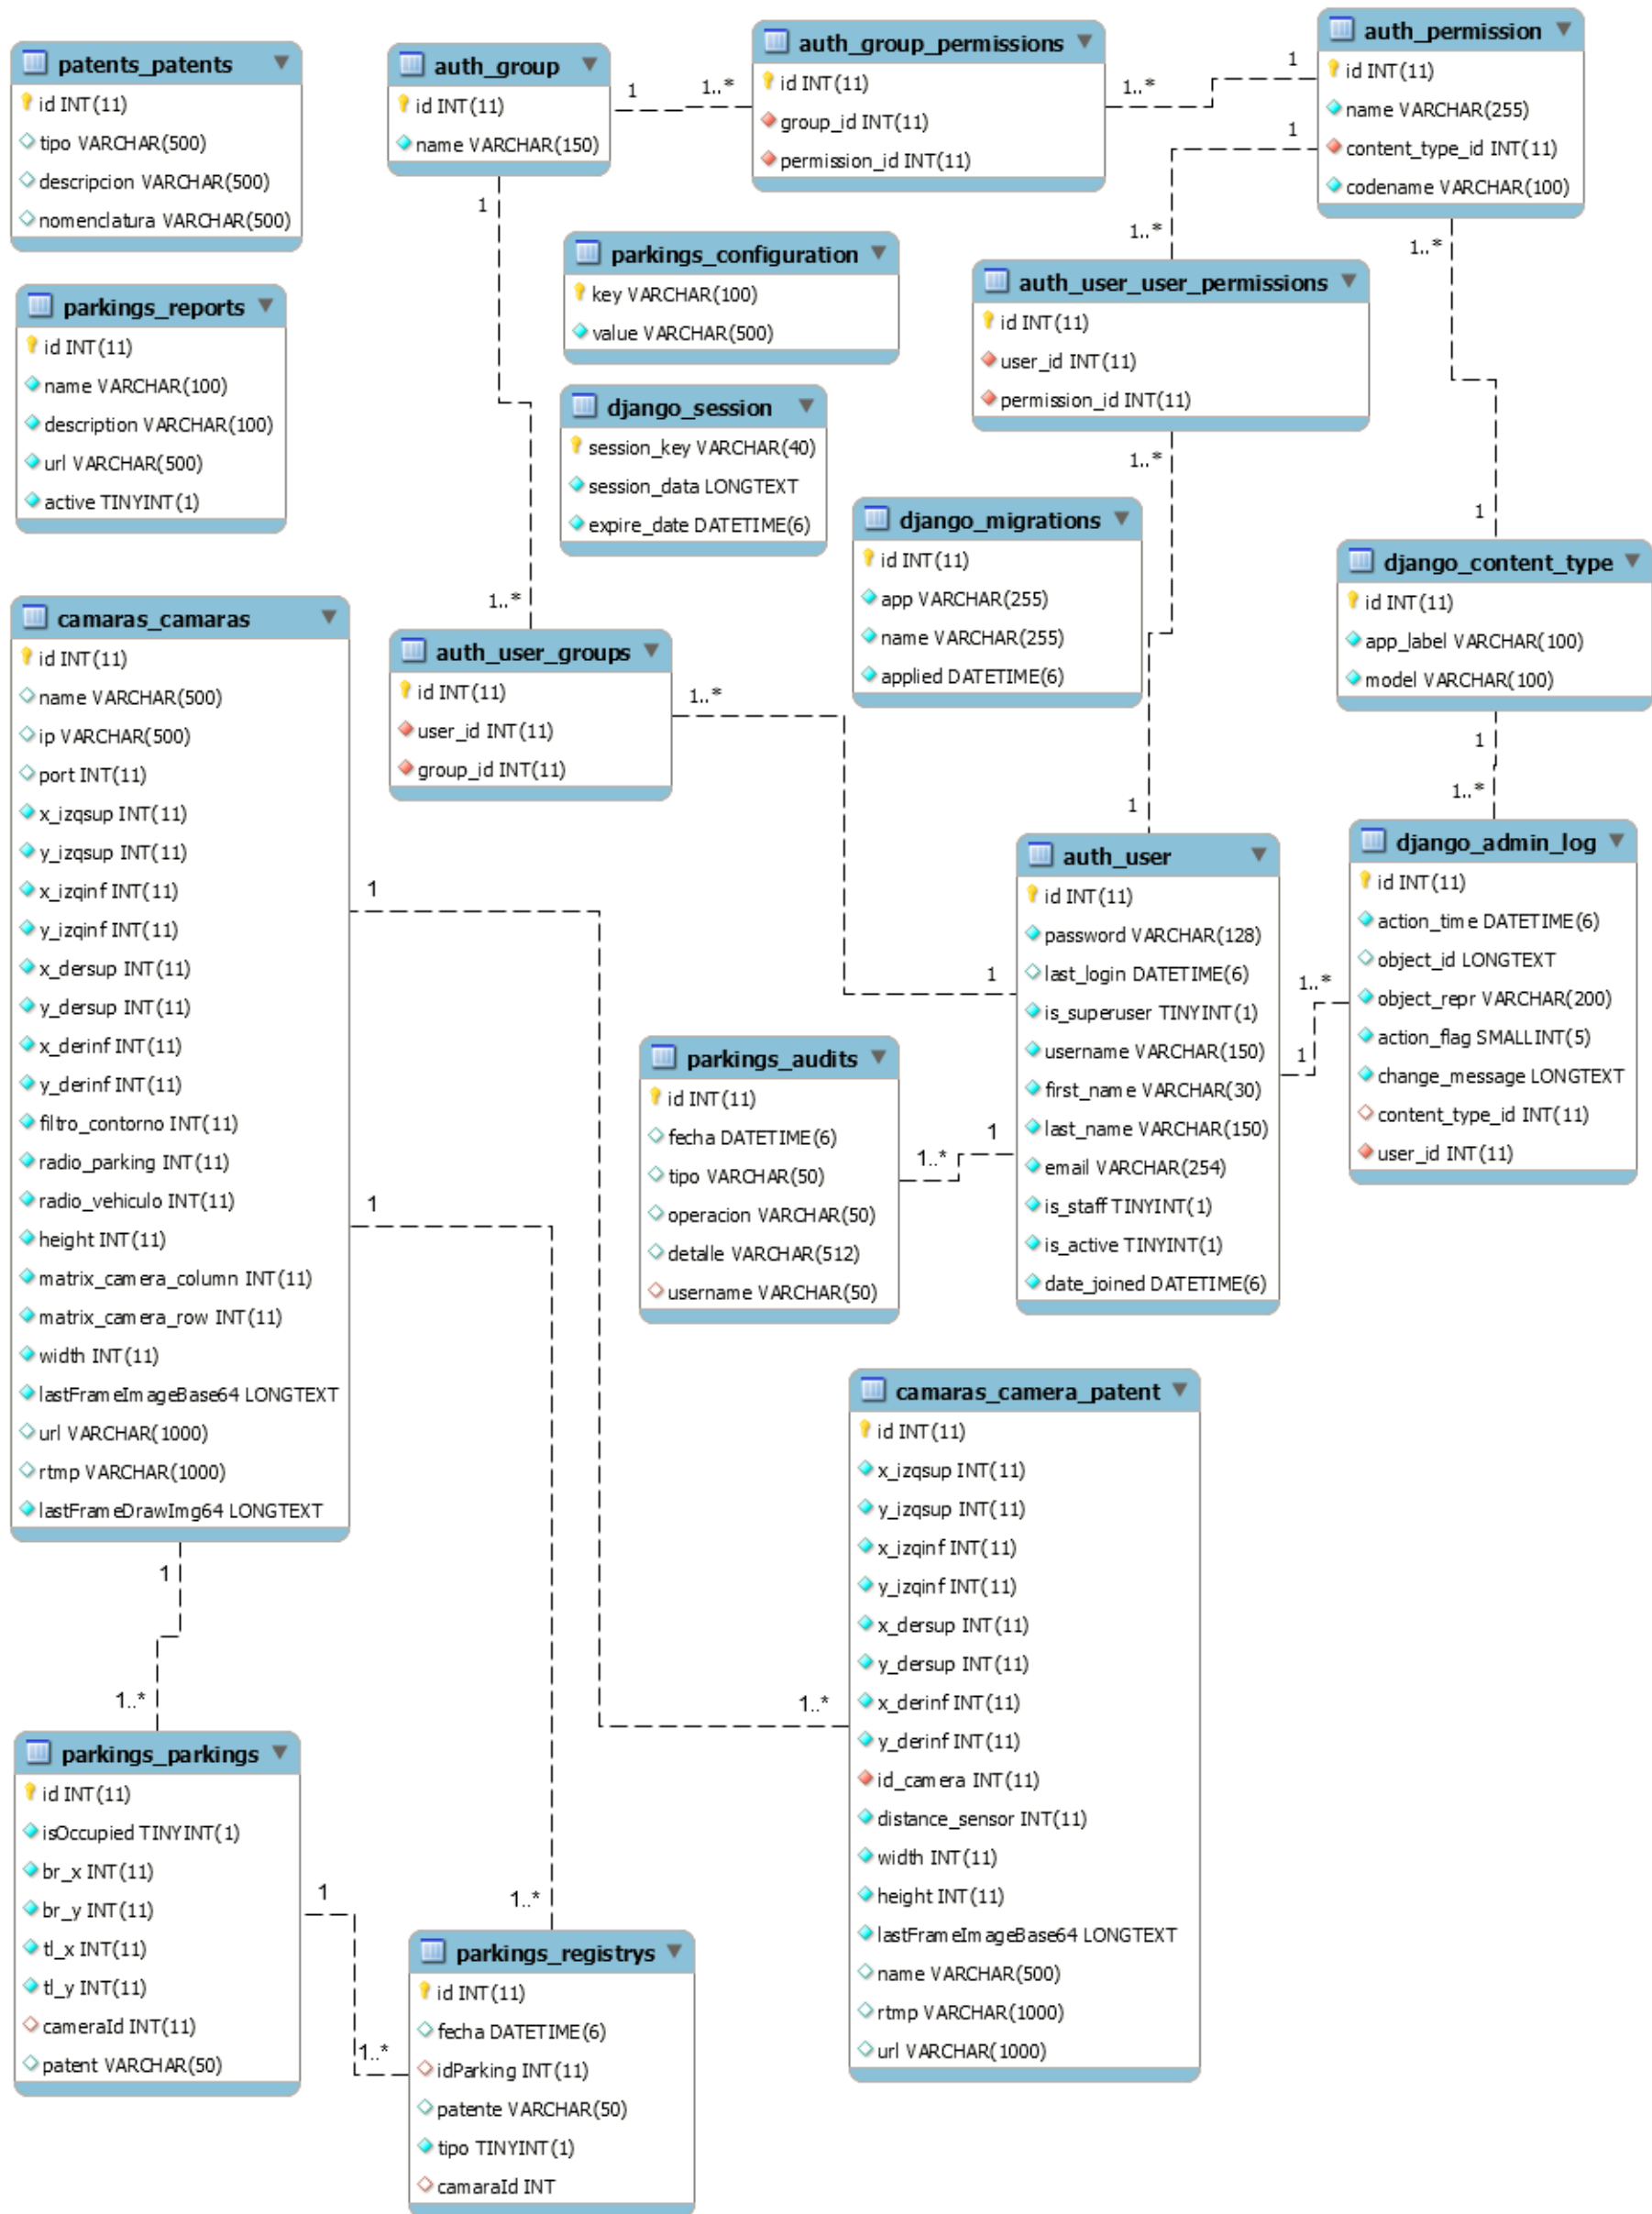 patents_patents
id INT(11)
tipo VARCHAR(500)
descripcion VARCHAR(500)
nomenclatura VARCHAR(500)
auth_group
id INT(11)
name VARCHAR(150)
1
1..*
auth_group_permissions
id INT(11)
group_id INT(11)
permission_id INT(11)
1..*
1
auth_permission
id INT(11)
name VARCHAR(255)
content_type_id INT(11)
codename VARCHAR(100)
1
1..*
1
1..*
parkings_configuration
key VARCHAR(100)
value VARCHAR(500)
auth_user_user_permissions
id INT(11)
user_id INT(11)
permission_id INT(11)
1..*
parkings_reports
id INT(11)
name VARCHAR(100)
description VARCHAR(100)
url VARCHAR(500)
active TINYINT(1)
django_session
session_key VARCHAR(40)
session_data LONGTEXT
expire_date DATETIME(6)
1..*
django_migrations
id INT(11)
app VARCHAR(255)
name VARCHAR(255)
applied DATETIME(6)
1
django_content_type
id INT(11)
app_label VARCHAR(100)
model VARCHAR(100)
1
1..*
camaras_camaras
id INT(11)
name VARCHAR(500)
ip VARCHAR(500)
port INT(11)
x_izqsup INT(11)
y_izqsup INT(11)
x_izqinf INT(11)
y_izqinf INT(11)
x_dersup INT(11)
y_dersup INT(11)
x_derinf INT(11)
y_derinf INT(11)
filtro_contorno INT(11)
radio_parking INT(11)
radio_vehiculo INT(11)
height INT(11)
matrix_camera_column INT(11)
matrix_camera_row INT(11)
width INT(11)
lastFrameImageBase64 LONGTEXT
url VARCHAR(1000)
rtmp VARCHAR(1000)
lastFrameDrawImg64 LONGTEXT
1
1
1
1..*
auth_user_groups
id INT(11)
user_id INT(11)
group_id INT(11)
1..*
1
1
auth_user
id INT(11)
password VARCHAR(128)
last_login DATETIME(6)
is_superuser TINYINT(1)
username VARCHAR(150)
first_name VARCHAR(30)
last_name VARCHAR(150)
email VARCHAR(254)
is_staff TINYINT(1)
is_active TINYINT(1)
date_joined DATETIME(6)
1..*
1
django_admin_log
id INT(11)
action_time DATETIME(6)
object_id LONGTEXT
object_repr VARCHAR(200)
action_flag SMALLINT(5)
change_message LONGTEXT
content_type_id INT(11)
user_id INT(11)
parkings_audits
id INT(11)
fecha DATETIME(6)
tipo VARCHAR(50)
operacion VARCHAR(50)
detalle VARCHAR(512)
username VARCHAR(50)
1..*
1
camaras_camera_patent
id INT(11)
x_izqsup INT(11)
y_izqsup INT(11)
x_izqinf INT(11)
y_izqinf INT(11)
x_dersup INT(11)
y_dersup INT(11)
x_derinf INT(11)
y_derinf INT(11)
id_camera INT(11)
distance_sensor INT(11)
width INT(11)
height INT(11)
lastFrameImageBase64 LONGTEXT
name VARCHAR(500)
rtmp VARCHAR(1000)
url VARCHAR(1000)
1..*
parkings_parkings
id INT(11)
isOccupied TINYINT(1)
br_x INT(11)
br_y INT(11)
tl_x INT(11)
tl_y INT(11)
cameraId INT(11)
patent VARCHAR(50)
1
1..*
1..*
parkings_registrys
id INT(11)
fecha DATETIME(6)
idParking INT(11)
patente VARCHAR(50)
tipo TINYINT(1)
camaraId INT